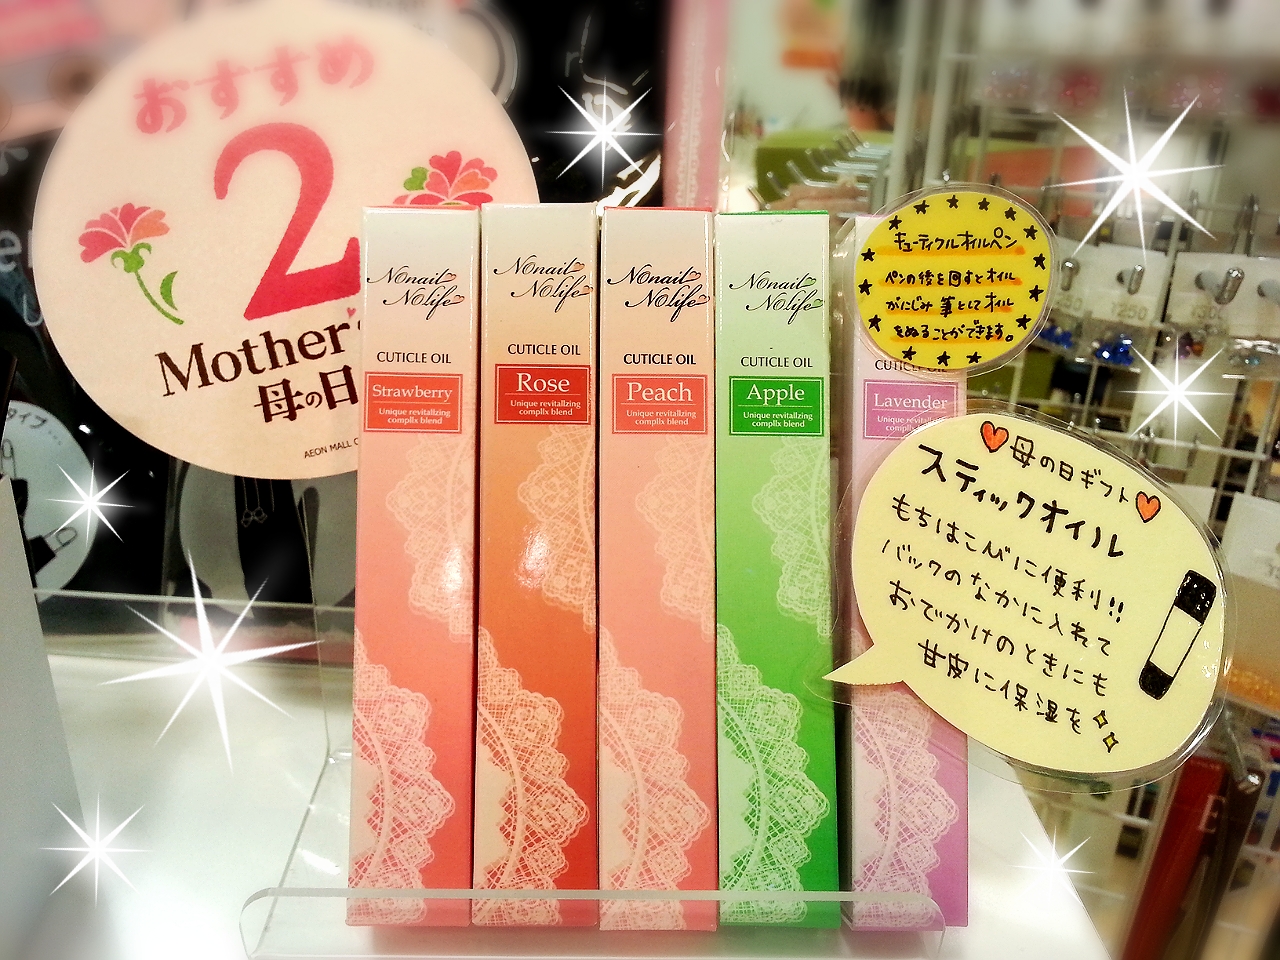 おすすめ
2
Mother's
母の日
AEON MALL
Nonail
Nolife
CUTICLE OIL
Strawberry
Unique revitalizing
complix blend
Nonail
Nolife
CUTICLE OIL
Rose
Unique revitalizing
complix blend
Nonail
Nolife
CUTICLE OIL
Peach
Unique revitalizing
complix blend
Nonail
Nolife
CUTICLE OIL
Apple
Unique revitalizing
complix blend
CUTICLE OIL
Lavender
キューティクルオイルペン
ペンの後を回すとオイル
がにじみ筆としてオイル
をぬることができます。
母の日ギフト
スティックオイル
もちはこびに便利!!
バックのなかに入れて
おでかけのときにも
甘皮に保湿を
¥250